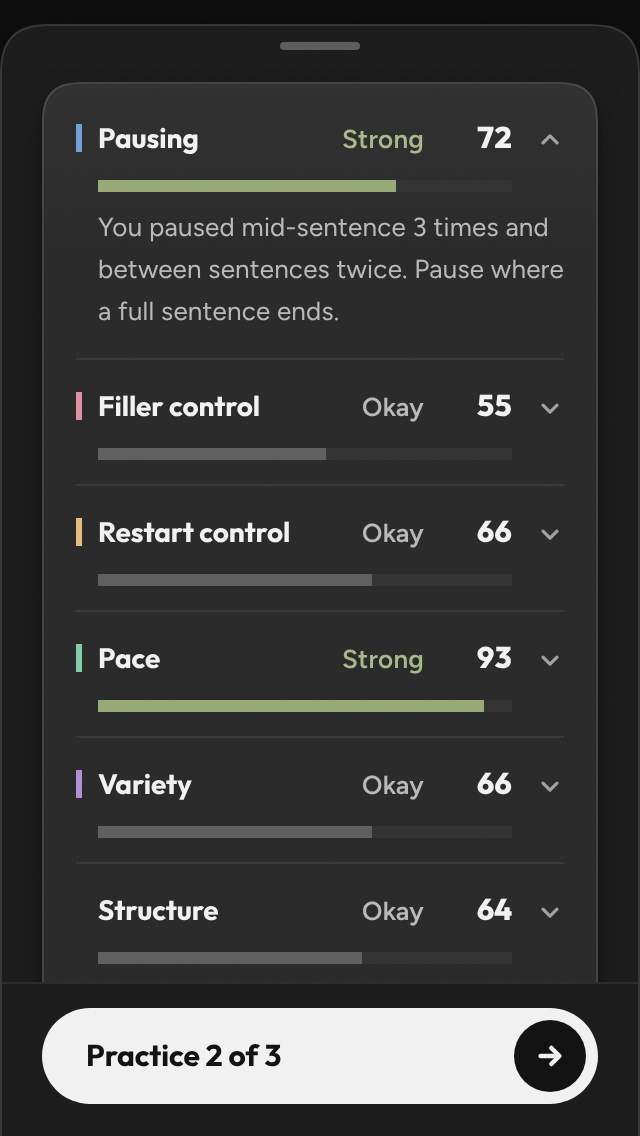 Pausing Strong 72
You paused mid-sentence 3 times and
between sentences twice. Pause where
a full sentence ends.
Filler control Okay 55
Restart control Okay 66
Pace Strong 93
Variety Okay 66
Structure Okay 64
Practice 2 of 3